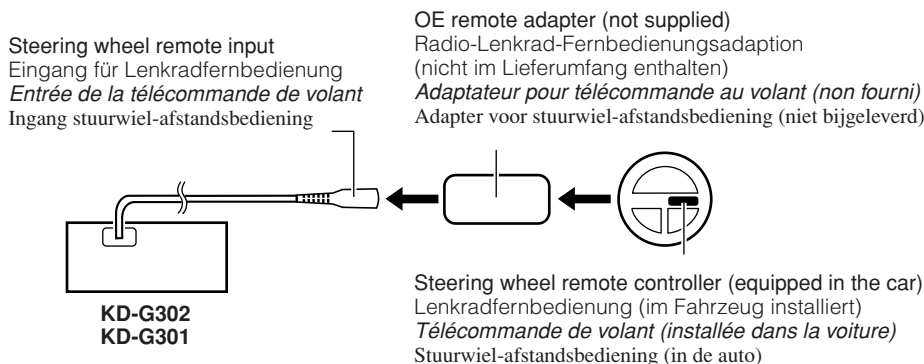 Steering wheel remote input
Eingang für Lenkradfernbedienung
Entrée de la télécommande de volant
Ingang stuurwiel-afstandsbediening
OE remote adapter (not supplied)
Radio-Lenkrad-Fernbedienungsadaption
(nicht im Lieferumfang enthalten)
Adaptateur pour télécommande au volant (non fourni)
Adapter voor stuurwiel-afstandsbediening (niet bijgeleverd)
KD-G302
KD-G301
Steering wheel remote controller (equipped in the car)
Lenkradfernbedienung (im Fahrzeug installiert)
Télécommande de volant (installée dans la voiture)
Stuurwiel-afstandsbediening (in de auto)